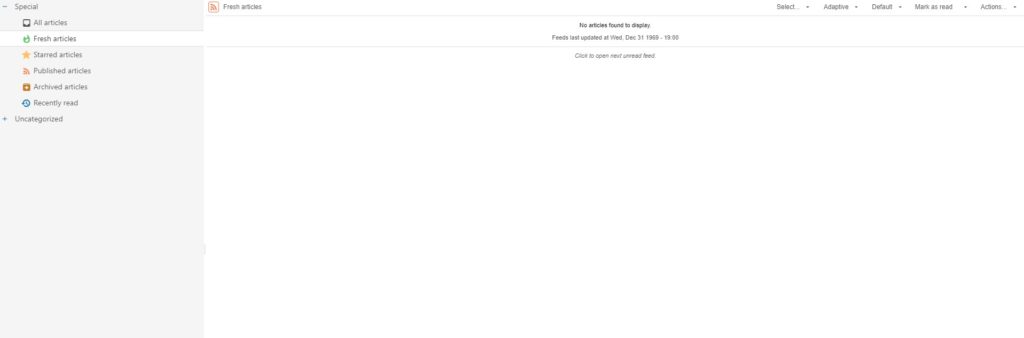 Special
All articles
Fresh articles
Starred articles
Published articles
Archived articles
Recently read
Uncategorized
Fresh articles
Select...
Adaptive
Default
Mark as read
Actions...
No articles found to display.
Feeds last updated at Wed, Dec 31 1969 - 19:00
Click to open next unread feed.